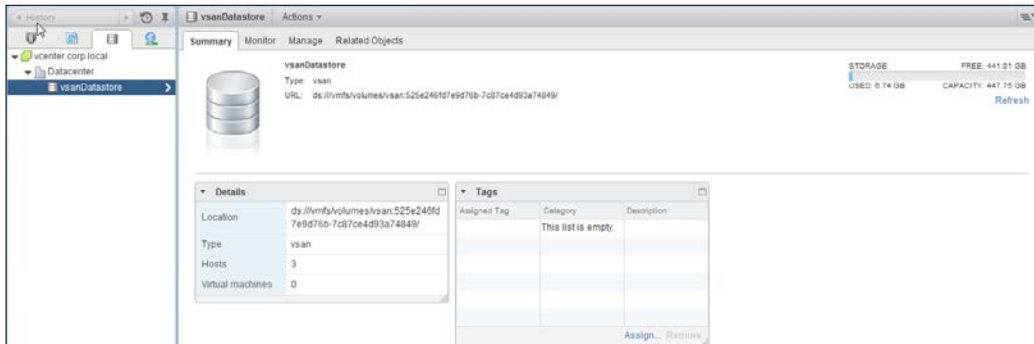 History
vsanDatastore Actions
Summary Monitor Manage Related Objects
vcenter.corp.local
Datacenter
vsanDatastore
vsanDatastore
Type: vsan
URL: ds:///vmfs/volumes/vsan:525e246fd7e9d76b-7c87ce4d93a74849/
STORAGE FREE: 441.01 GB
USED: 6.74 GB CAPACITY: 447.75 GB
Refresh
Details
Location ds:///vmfs/volumes/vsan:525e246fd
7e9d76b-7c87ce4d93a74849/
Type vsan
Hosts 3
Virtual machines 0
Tags
Assigned Tag Category Description
This list is empty.
Assign... Remove